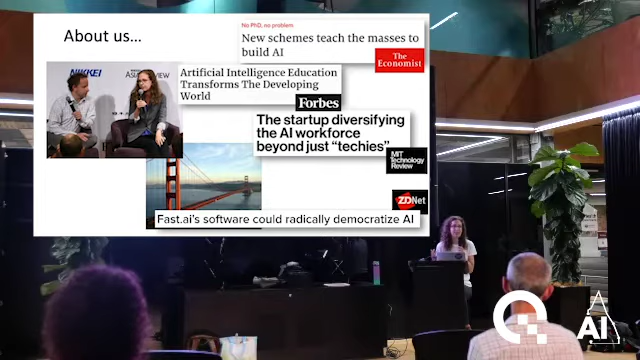 About us...
No PhD, no problem
New schemes teach the masses to
build AI
The
Economist
NIKKEI
ASIAN REVIEW
Artificial Intelligence Education
Transforms The Developing
World
Forbes
The startup diversifying
the AI workforce
beyond just “techies”
MIT
Technology
Review
ZDNet
Fast.ai's software could radically democratize AI
AI